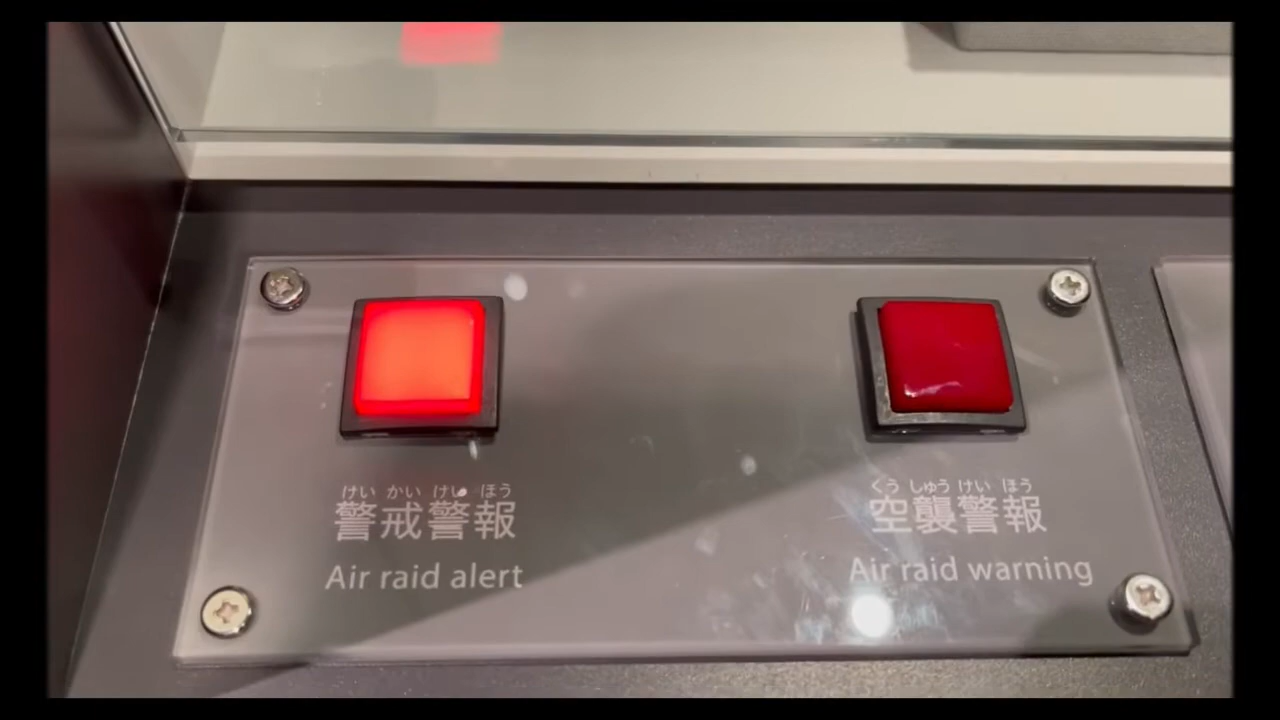 けい かい けい ほう
警戒警報
Air raid alert
くう しゅう けい ほう
空襲警報
Air raid warning